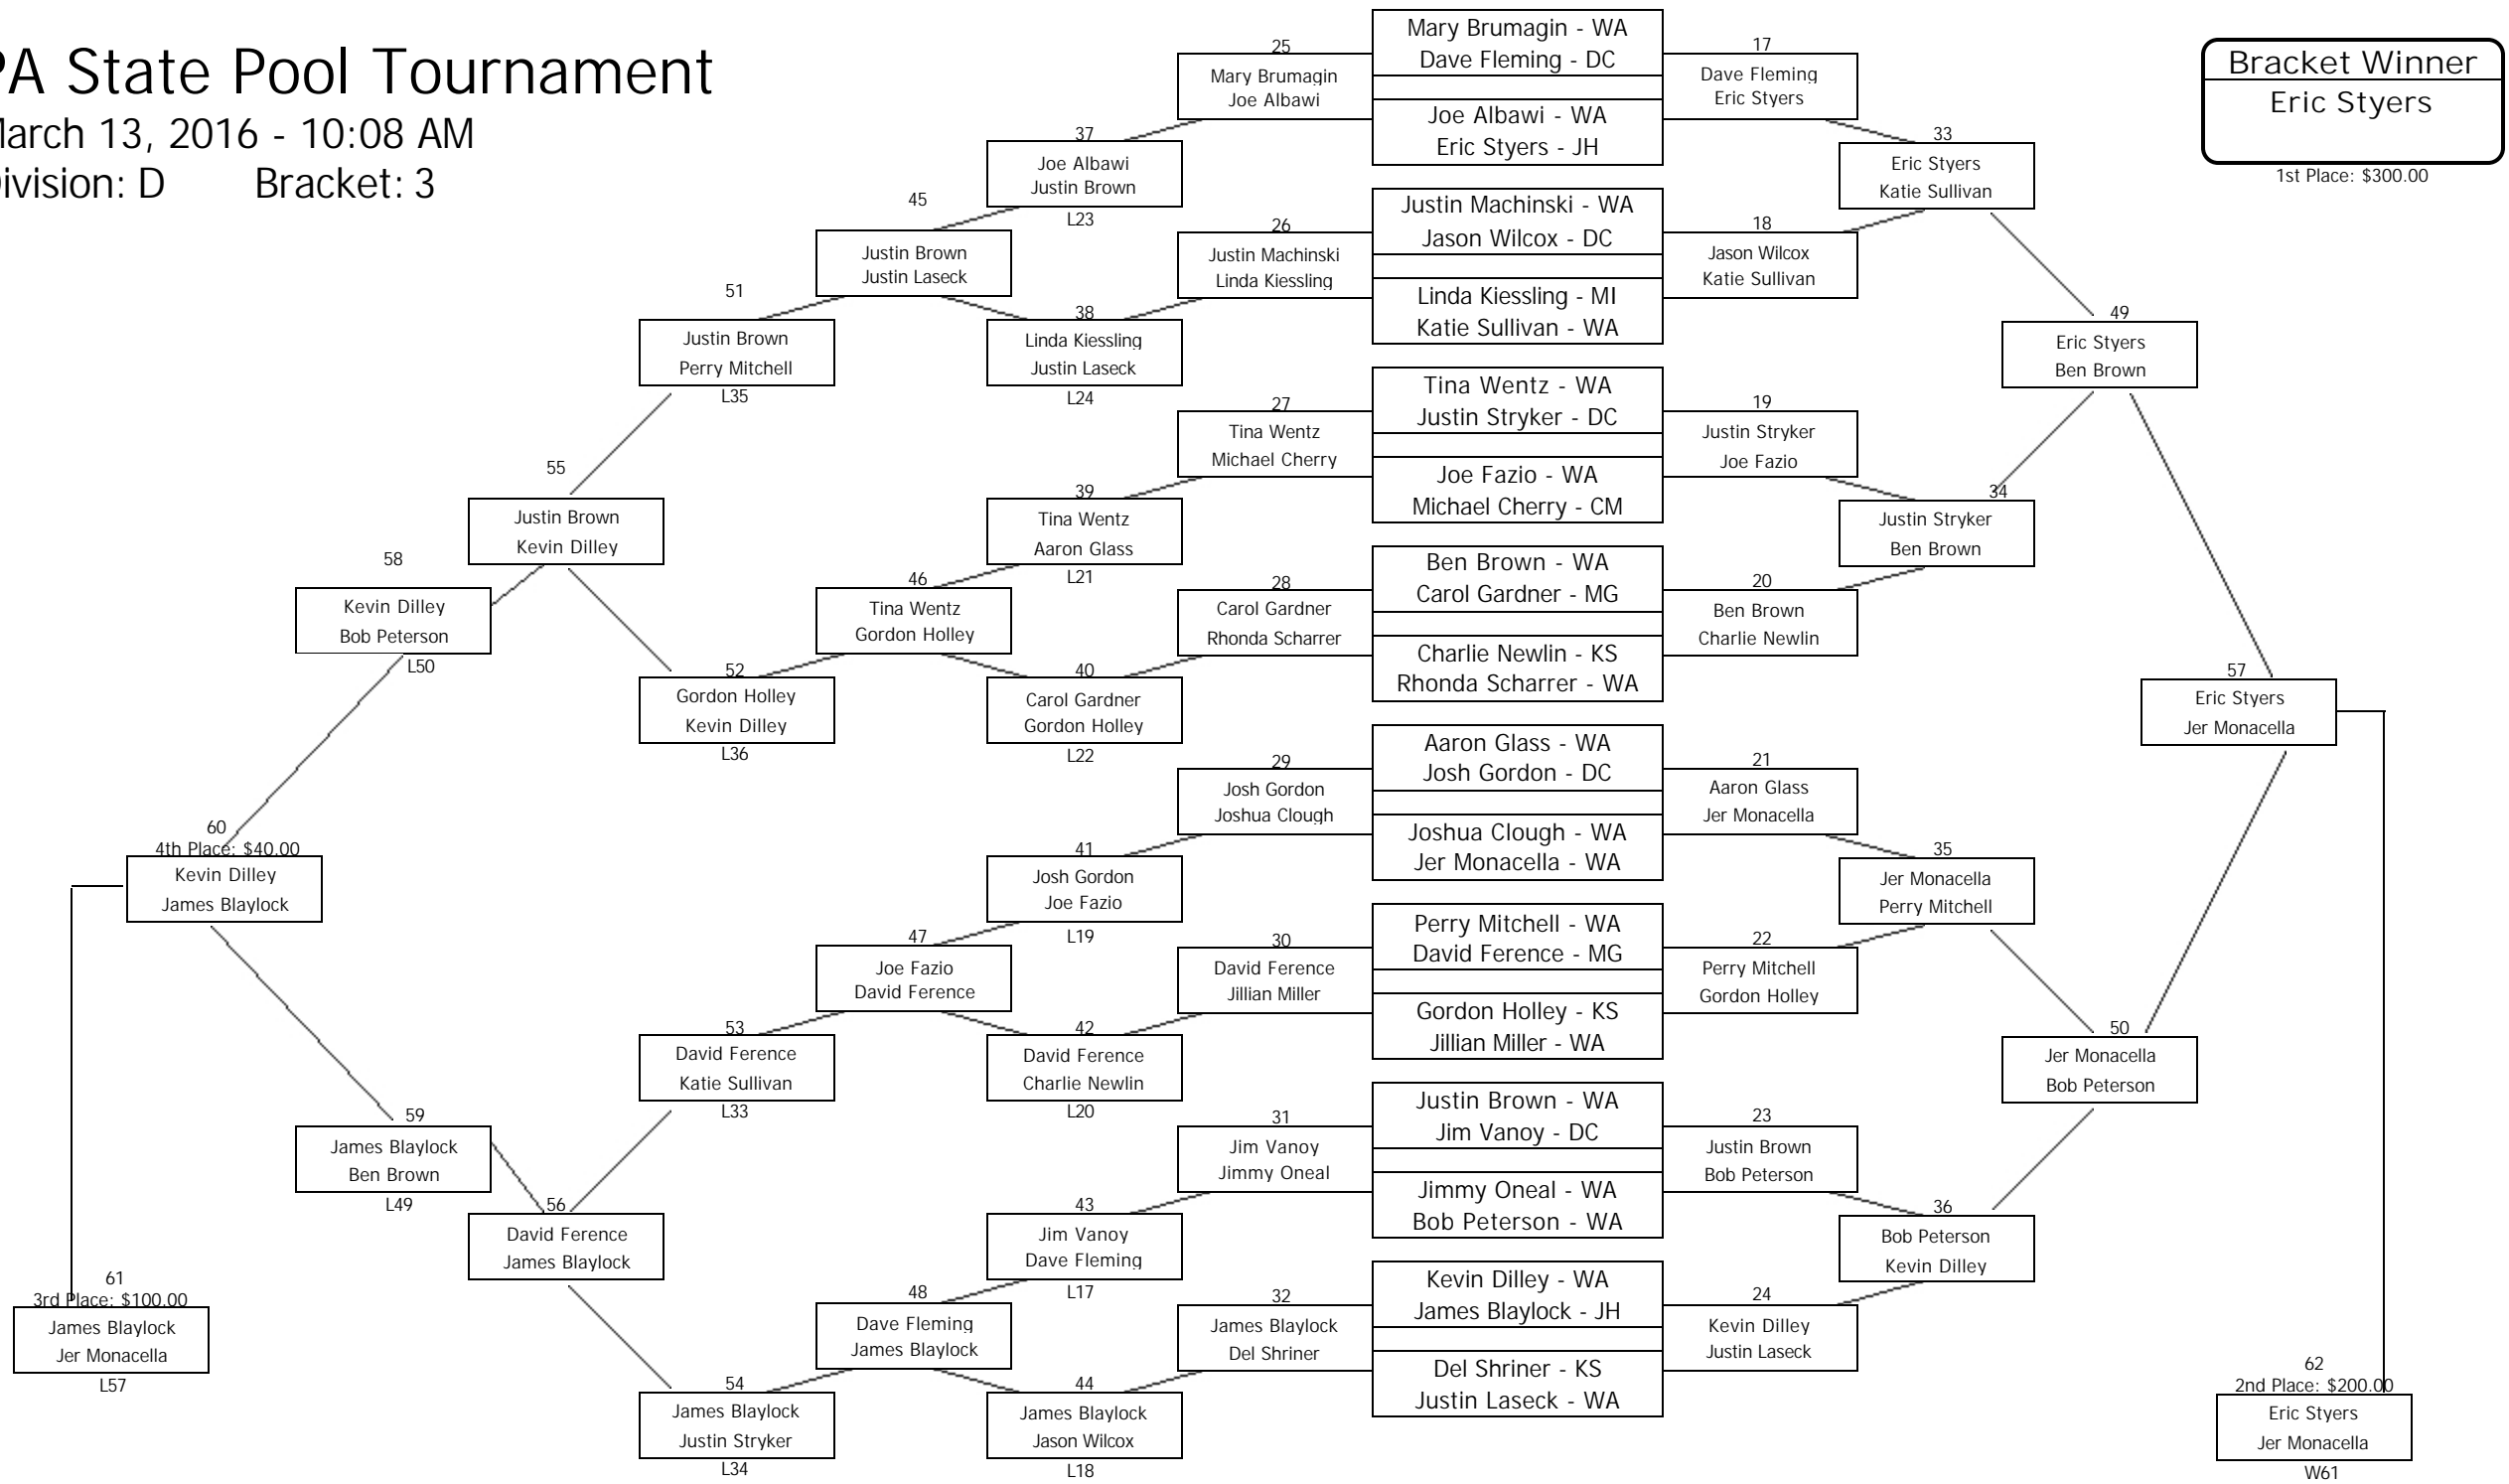 PA State Pool Tournament
March 13, 2016 - 10:08 AM
Division: D Bracket: 3
Bracket Winner
Eric Styers
1st Place: $300.00
Mary Brumagin - WA
Dave Fleming - DC
Joe Albawi - WA
Eric Styers - JH
Justin Machinski - WA
Jason Wilcox - DC
Linda Kiessling - MI
Katie Sullivan - WA
Tina Wentz - WA
Justin Stryker - DC
Joe Fazio - WA
Michael Cherry - CM
Ben Brown - WA
Carol Gardner - MG
Charlie Newlin - KS
Rhonda Scharrer - WA
Aaron Glass - WA
Josh Gordon - DC
Joshua Clough - WA
Jer Monacella - WA
Perry Mitchell - WA
David Ference - MG
Gordon Holley - KS
Jillian Miller - WA
Justin Brown - WA
Jim Vanoy - DC
Jimmy Oneal - WA
Bob Peterson - WA
Kevin Dilley - WA
James Blaylock - JH
Del Shriner - KS
Justin Laseck - WA
17
Dave Fleming
Eric Styers
18
Jason Wilcox
Katie Sullivan
19
Justin Stryker
Joe Fazio
20
Ben Brown
Charlie Newlin
21
Aaron Glass
Jer Monacella
22
Perry Mitchell
Gordon Holley
23
Justin Brown
Bob Peterson
24
Kevin Dilley
Justin Laseck
25
Mary Brumagin
Joe Albawi
26
Justin Machinski
Linda Kiessling
27
Tina Wentz
Michael Cherry
28
Carol Gardner
Rhonda Scharrer
29
Josh Gordon
Joshua Clough
30
David Ference
Jillian Miller
31
Jim Vanoy
Jimmy Oneal
32
James Blaylock
Del Shriner
33
Eric Styers
Katie Sullivan
34
Justin Stryker
Ben Brown
35
Jer Monacella
Perry Mitchell
36
Bob Peterson
Kevin Dilley
37
Joe Albawi
Justin Brown
L23
38
Linda Kiessling
Justin Laseck
L24
39
Tina Wentz
Aaron Glass
L21
40
Carol Gardner
Gordon Holley
L22
41
Josh Gordon
Joe Fazio
L19
42
David Ference
Charlie Newlin
L20
43
Jim Vanoy
Dave Fleming
L17
44
James Blaylock
Jason Wilcox
L18
45
Justin Brown
Justin Laseck
46
Tina Wentz
Gordon Holley
47
Joe Fazio
David Ference
48
Dave Fleming
James Blaylock
49
Eric Styers
Ben Brown
50
Jer Monacella
Bob Peterson
51
Justin Brown
Perry Mitchell
L35
52
Gordon Holley
Kevin Dilley
L36
53
David Ference
Katie Sullivan
L33
54
James Blaylock
Justin Stryker
L34
55
Justin Brown
Kevin Dilley
56
David Ference
James Blaylock
57
Eric Styers
Jer Monacella
58
Kevin Dilley
Bob Peterson
L50
59
James Blaylock
Ben Brown
L49
60
4th Place: $40.00
Kevin Dilley
James Blaylock
61
3rd Place: $100.00
James Blaylock
Jer Monacella
L57
62
2nd Place: $200.00
Eric Styers
Jer Monacella
W61